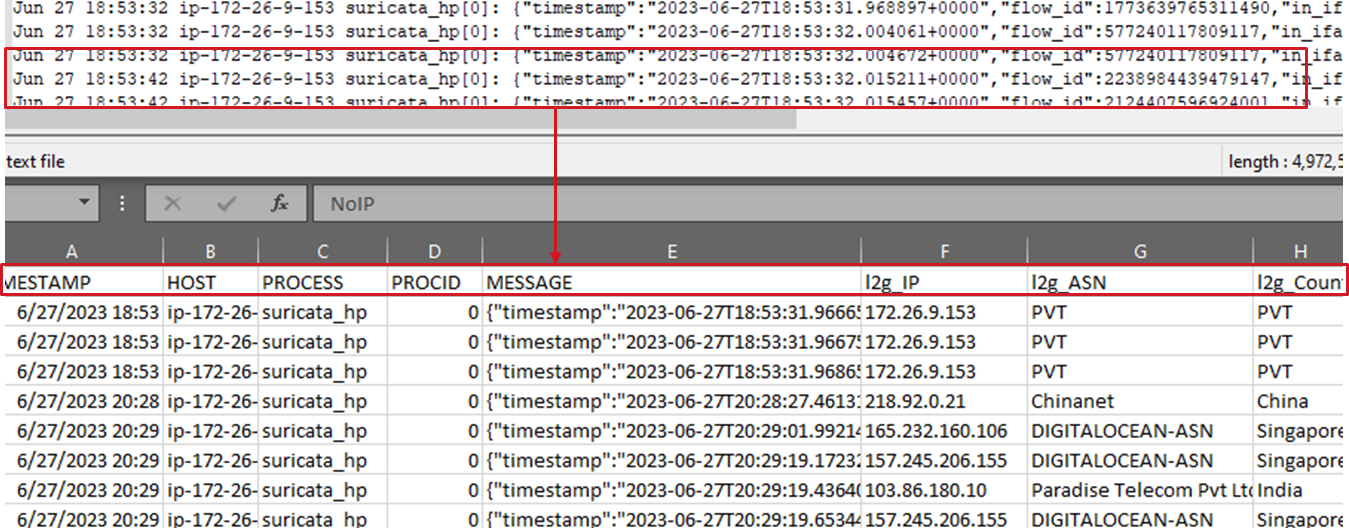 Jun 27 18:53:32 ip-172-26-9-153 suricata_hp[0]: {"timestamp":"2023-06-27T18:53:31.968897+0000","flow_id":1773639765311490,"in_if
Jun 27 18:53:32 ip-172-26-9-153 suricata_hp[0]: {"timestamp":"2023-06-27T18:53:32.004061+0000","flow_id":577240117809117,"in_ifa
Jun 27 18:53:32 ip-172-26-9-153 suricata_hp[0]: {"timestamp":"2023-06-27T18:53:32.004672+0000","flow_id":577240117809117,"in_ifa
Jun 27 18:53:42 ip-172-26-9-153 suricata_hp[0]: {"timestamp":"2023-06-27T18:53:32.015211+0000","flow_id":2238984439479147,"in_if
Jun 27 18:53:42 ip-172-26-9-153 suricata_hp[0]: {"timestamp":"2023-06-27T18:53:32.015457+0000","flow_id":2124407596924001,"in_if
text file length : 4,972,5
fx NoIP
A B C D E F G H
MESTAMP HOST PROCESS PROCID MESSAGE l2g_IP l2g_ASN l2g_Coun
6/27/2023 18:53 ip-172-26- suricata_hp 0 {"timestamp":"2023-06-27T18:53:31.96665 172.26.9.153 PVT PVT
6/27/2023 18:53 ip-172-26- suricata_hp 0 {"timestamp":"2023-06-27T18:53:31.96675 172.26.9.153 PVT PVT
6/27/2023 18:53 ip-172-26- suricata_hp 0 {"timestamp":"2023-06-27T18:53:31.96865 172.26.9.153 PVT PVT
6/27/2023 20:28 ip-172-26- suricata_hp 0 {"timestamp":"2023-06-27T20:28:27.46131 218.92.0.21 Chinanet China
6/27/2023 20:29 ip-172-26- suricata_hp 0 {"timestamp":"2023-06-27T20:29:01.99214 165.232.160.106 DIGITALOCEAN-ASN Singapore
6/27/2023 20:29 ip-172-26- suricata_hp 0 {"timestamp":"2023-06-27T20:29:19.17232 157.245.206.155 DIGITALOCEAN-ASN Singapore
6/27/2023 20:29 ip-172-26- suricata_hp 0 {"timestamp":"2023-06-27T20:29:19.43640 103.86.180.10 Paradise Telecom Pvt Ltd India
6/27/2023 20:29 ip-172-26- suricata_hp 0 {"timestamp":"2023-06-27T20:29:19.65344 157.245.206.155 DIGITALOCEAN-ASN Singapore